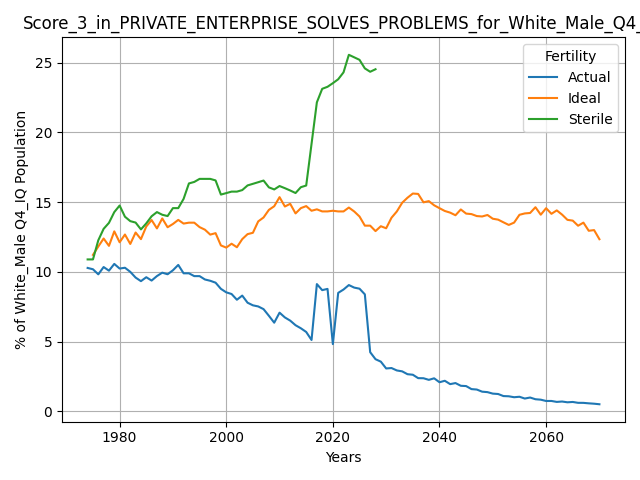 Score_3_in_PRIVATE_ENTERPRISE_SOLVES_PROBLEMS_for_White_Male_Q4_
Fertility
Actual
Ideal
Sterile
% of White_Male Q4_IQ Population
25
20
15
10
5
0
1980 2000 2020 2040 2060
Years